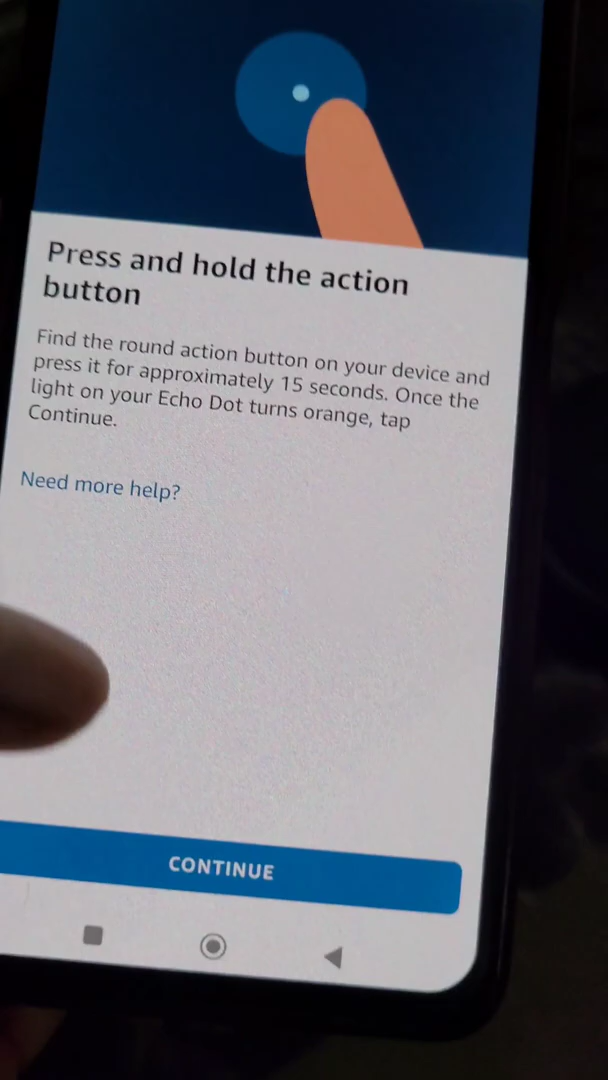 Press and hold the action
button
Find the round action button on your device and
press it for approximately 15 seconds. Once the
light on your Echo Dot turns orange, tap
Continue.
Need more help?
CONTINUE